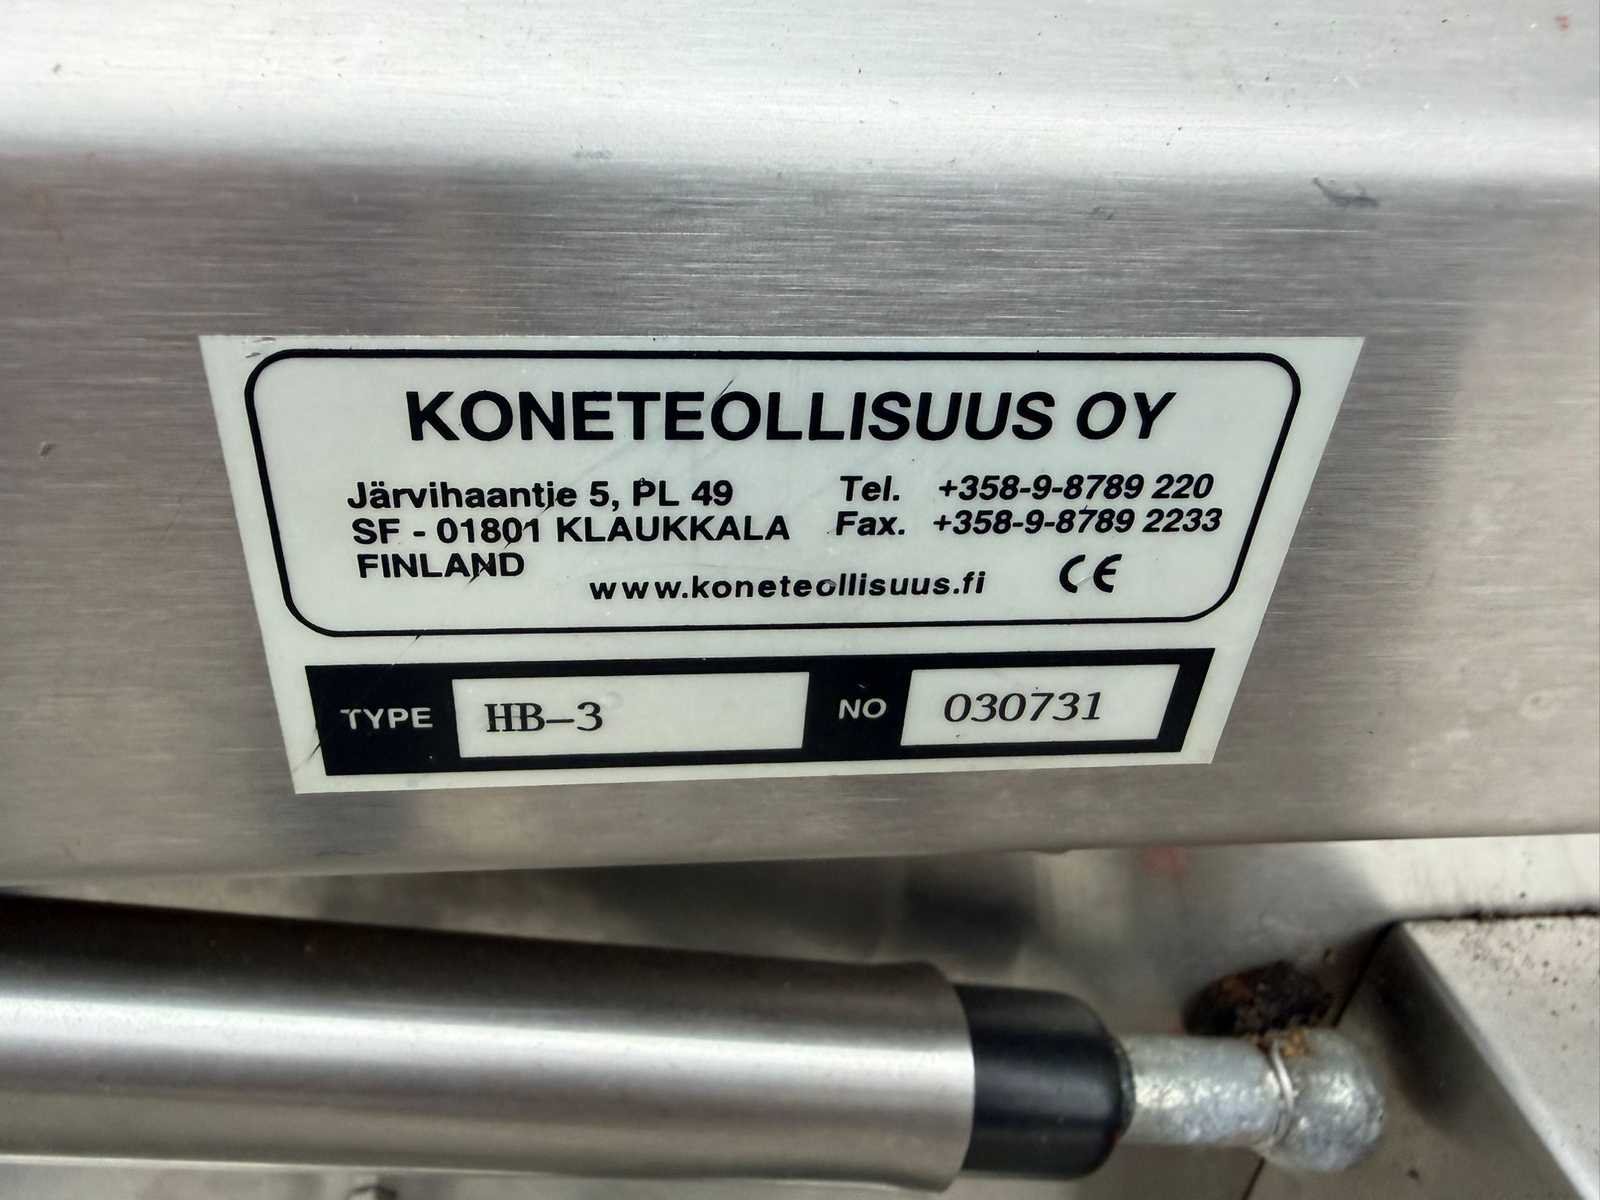 KONETEOLLISUUS OY
Järvihaantie 5, PL 49
SF - 01801 KLAUKKALA
FINLAND
Tel. +358-9-8789 220
Fax. +358-9-8789 2233
www.koneteollisuus.fi CE
TYPE HB-3 NO 030731